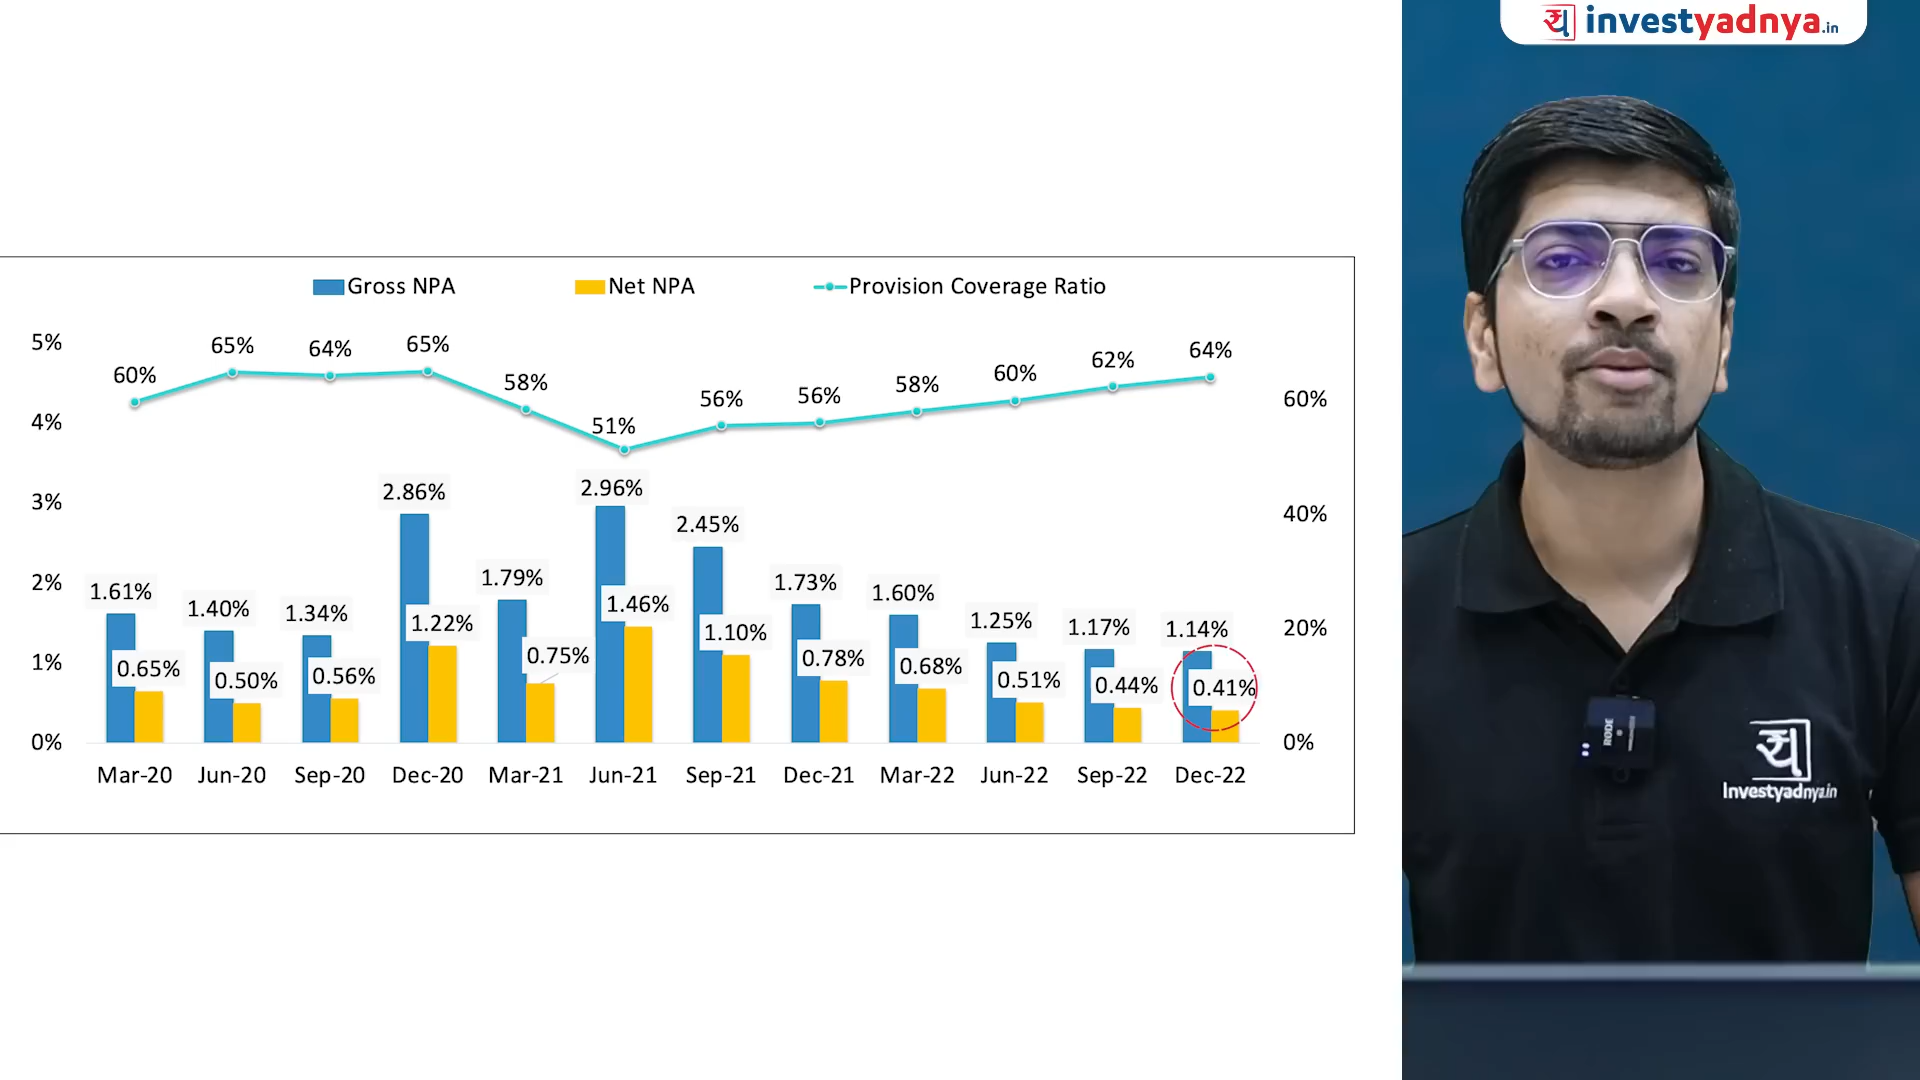 investyadnya.in
Gross NPA Net NPA Provision Coverage Ratio
5%
4%
3%
2%
1%
0%
60% 65% 64% 65% 58% 51% 56% 56% 58% 60% 62% 64%
60%
40%
20%
0%
1.61% 1.40% 1.34% 2.86% 1.79% 2.96% 2.45% 1.73% 1.60% 1.25% 1.17% 1.14%
0.65% 0.50% 0.56% 1.22% 0.75% 1.46% 1.10% 0.78% 0.68% 0.51% 0.44% 0.41%
Mar-20 Jun-20 Sep-20 Dec-20 Mar-21 Jun-21 Sep-21 Dec-21 Mar-22 Jun-22 Sep-22 Dec-22
RODE
Investyadnya.in